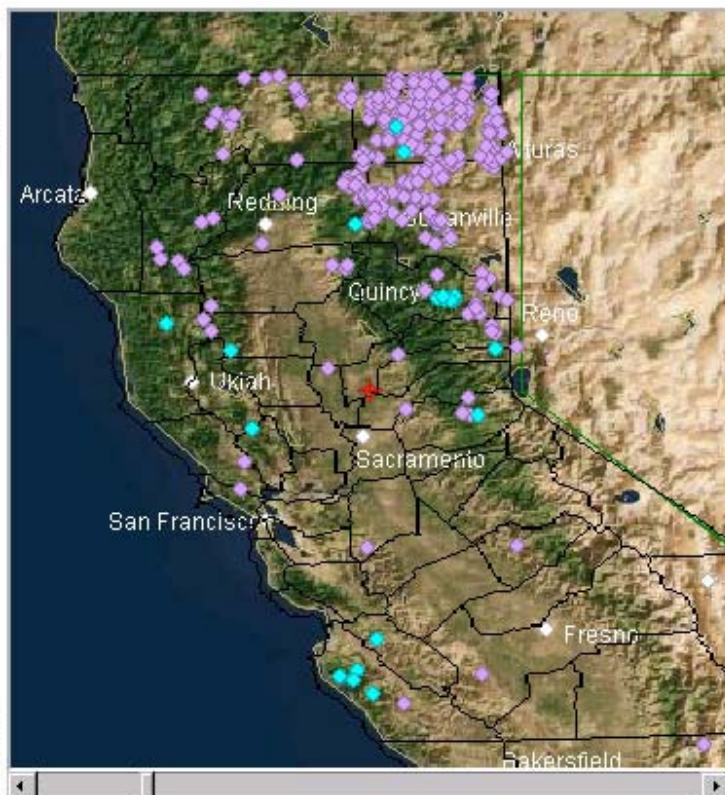 Alturas
Arcata
Redding
Susanville
Quincy
Reno
Ukiah
Sacramento
San Francisco
Fresno
Bakersfield